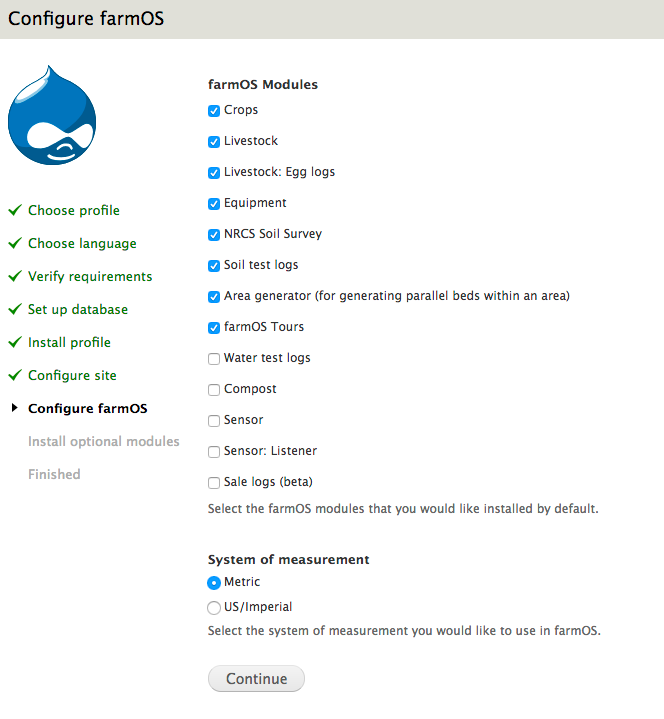 Configure farmOS
Choose profile
Choose language
Verify requirements
Set up database
Install profile
Configure site
Configure farmOS
Install optional modules
Finished
farmOS Modules
Crops
Livestock
Livestock: Egg logs
Equipment
NRCS Soil Survey
Soil test logs
Area generator (for generating parallel beds within an area)
farmOS Tours
Water test logs
Compost
Sensor
Sensor: Listener
Sale logs (beta)
Select the farmOS modules that you would like installed by default.
System of measurement
Metric
US/Imperial
Select the system of measurement you would like to use in farmOS.
Continue